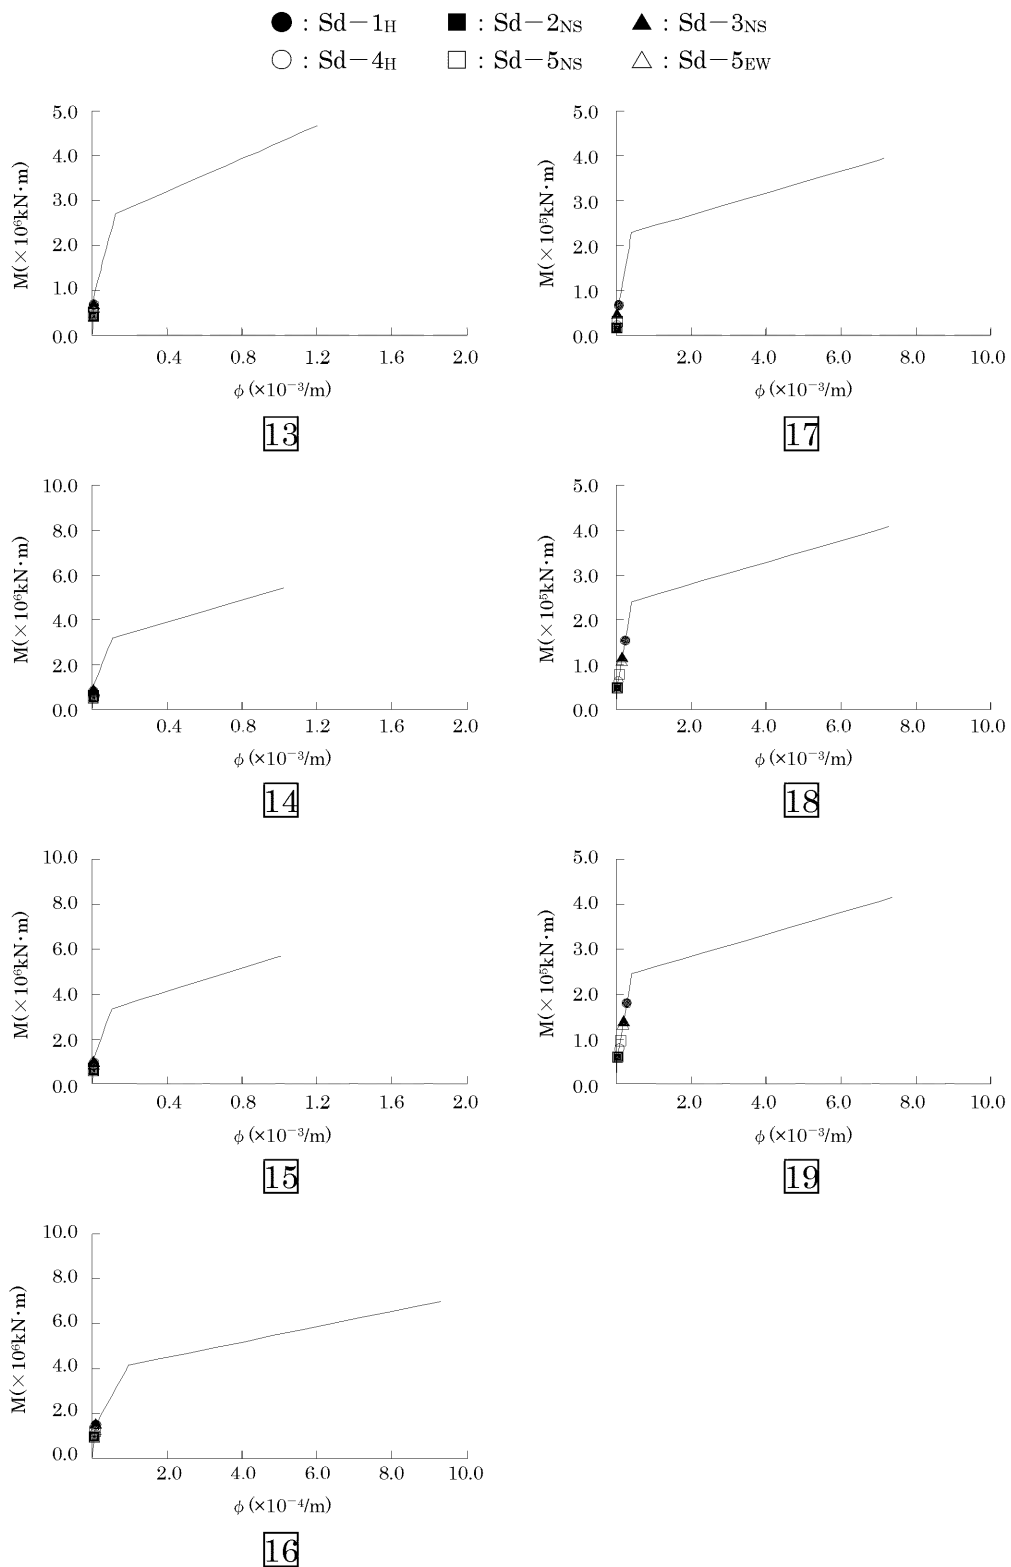 ● : Sd－1H ■ : Sd－2NS ▲ : Sd－3NS
○ : Sd－4H □ : Sd－5NS △ : Sd－5EW
M(×10⁶kN･m)
5.0
4.0
3.0
2.0
1.0
0.0
0.4 0.8 1.2 1.6 2.0
ϕ (×10⁻³/m)
13
M(×10⁵kN･m)
5.0
4.0
3.0
2.0
1.0
0.0
2.0 4.0 6.0 8.0 10.0
ϕ (×10⁻³/m)
17
M(×10⁶kN･m)
10.0
8.0
6.0
4.0
2.0
0.0
0.4 0.8 1.2 1.6 2.0
ϕ (×10⁻³/m)
14
M(×10⁵kN･m)
5.0
4.0
3.0
2.0
1.0
0.0
2.0 4.0 6.0 8.0 10.0
ϕ (×10⁻³/m)
18
M(×10⁶kN･m)
10.0
8.0
6.0
4.0
2.0
0.0
0.4 0.8 1.2 1.6 2.0
ϕ (×10⁻³/m)
15
M(×10⁵kN･m)
5.0
4.0
3.0
2.0
1.0
0.0
2.0 4.0 6.0 8.0 10.0
ϕ (×10⁻³/m)
19
M(×10⁶kN･m)
10.0
8.0
6.0
4.0
2.0
0.0
2.0 4.0 6.0 8.0 10.0
ϕ (×10⁻⁴/m)
16